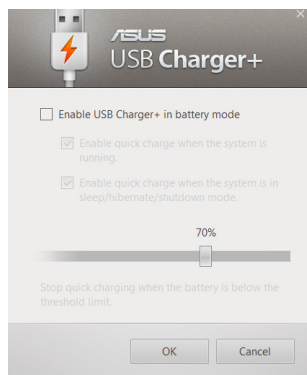 ASUS
USB Charger+
Enable USB Charger+ in battery mode
Enable quick charge when the system is
running.
Enable quick charge when the system is in
sleep/hibernate/shutdown mode.
70%
Stop quick charging when the battery is below the
threshold limit.
OK
Cancel